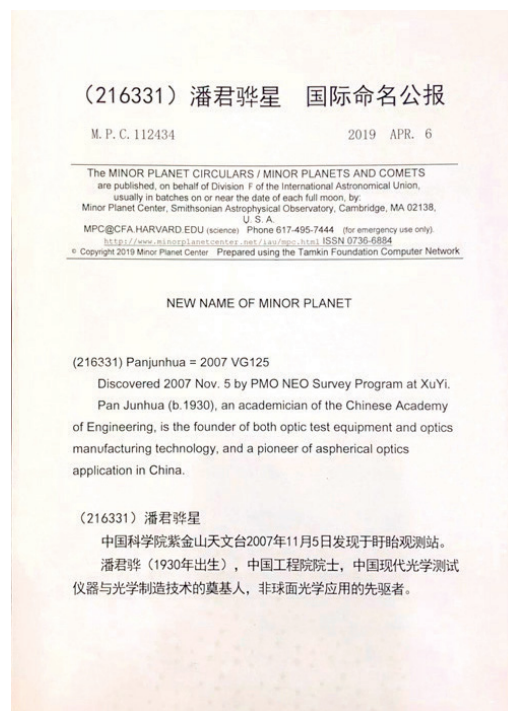 (216331) 潘君骅星 国际命名公报
M.P.C.112434 2019 APR. 6
The MINOR PLANET CIRCULARS / MINOR PLANETS AND COMETS
are published, on behalf of Division F of the International Astronomical Union,
usually in batches on or near the date of each full moon, by:
Minor Planet Center, Smithsonian Astrophysical Observatory, Cambridge, MA 02138,
U. S. A.
MPC@CFA.HARVARD.EDU (science) Phone 617-495-7444 (for emergency use only)
http://www.minorplanetcenter.net/iau/mpc.html ISSN 0736-6884
© Copyright 2019 Minor Planet Center Prepared using the Tamkin Foundation Computer Network
NEW NAME OF MINOR PLANET
(216331) Panjunhua = 2007 VG125
Discovered 2007 Nov. 5 by PMO NEO Survey Program at XuYi.
Pan Junhua (b.1930), an academician of the Chinese Academy
of Engineering, is the founder of both optic test equipment and optics
manufacturing technology, and a pioneer of aspherical optics
application in China.
(216331) 潘君骅星
中国科学院紫金山天文台2007年11月5日发现于盱眙观测站。
潘君骅(1930年出生),中国工程院院士,中国现代光学测试
仪器与光学制造技术的奠基人,非球面光学应用的先驱者。